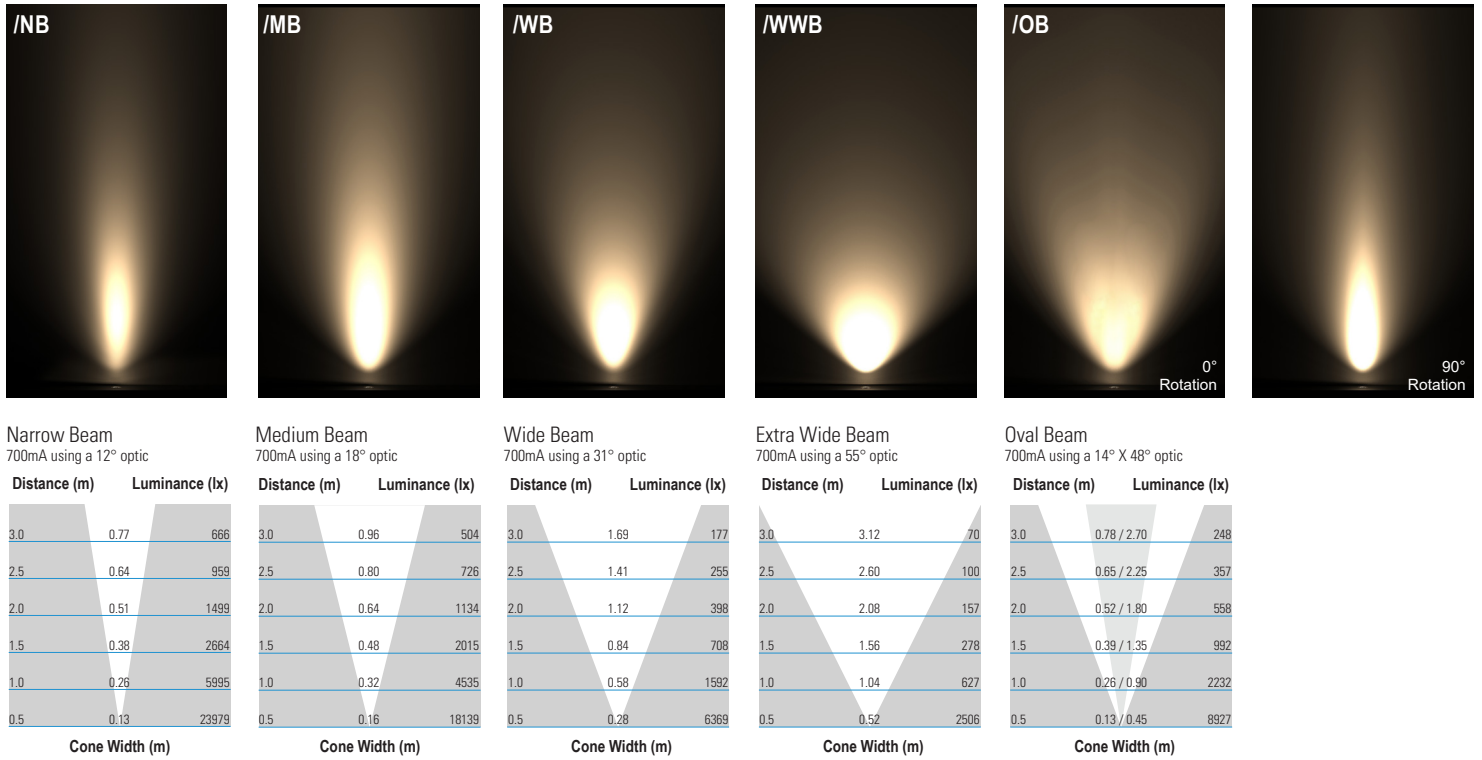 /NB
/MB
/WB
/WWB
/OB
0°
Rotation
90°
Rotation
Narrow Beam
700mA using a 12° optic
Distance (m) Luminance (lx)
3.0 0.77 666
2.5 0.64 959
2.0 0.51 1499
1.5 0.38 2664
1.0 0.26 5995
0.5 0.13 23979
Cone Width (m)
Medium Beam
700mA using a 18° optic
Distance (m) Luminance (lx)
3.0 0.96 504
2.5 0.80 726
2.0 0.64 1134
1.5 0.48 2015
1.0 0.32 4535
0.5 0.16 18139
Cone Width (m)
Wide Beam
700mA using a 31° optic
Distance (m) Luminance (lx)
3.0 1.69 177
2.5 1.41 255
2.0 1.12 398
1.5 0.84 708
1.0 0.58 1592
0.5 0.28 6369
Cone Width (m)
Extra Wide Beam
700mA using a 55° optic
Distance (m) Luminance (lx)
3.0 3.12 70
2.5 2.60 100
2.0 2.08 157
1.5 1.56 278
1.0 1.04 627
0.5 0.52 2506
Cone Width (m)
Oval Beam
700mA using a 14° X 48° optic
Distance (m) Luminance (lx)
3.0 0.78 / 2.70 248
2.5 0.65 / 2.25 357
2.0 0.52 / 1.80 558
1.5 0.39 / 1.35 992
1.0 0.26 / 0.90 2232
0.5 0.13 / 0.45 8927
Cone Width (m)